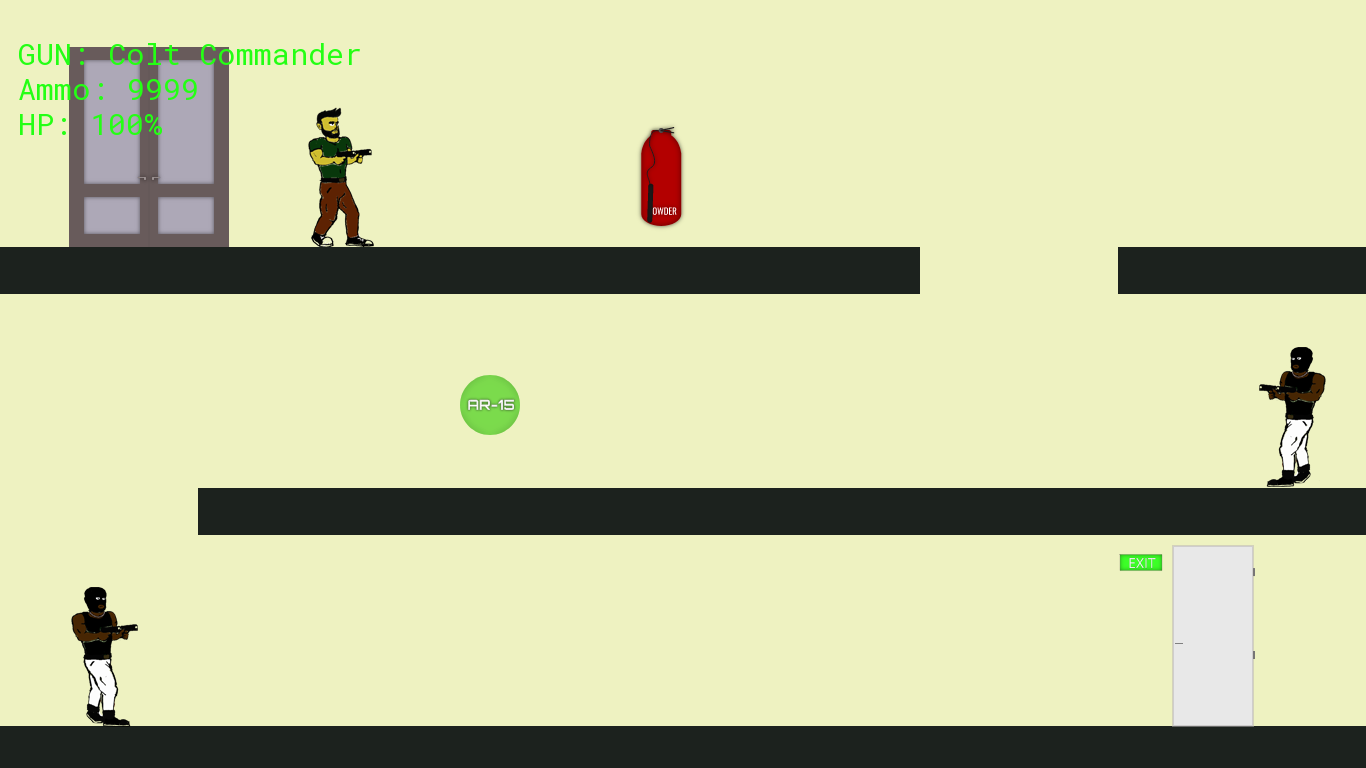 GUN: Colt Commander
Ammo: 9999
HP: 100%
OWDER
AR-15
EXIT